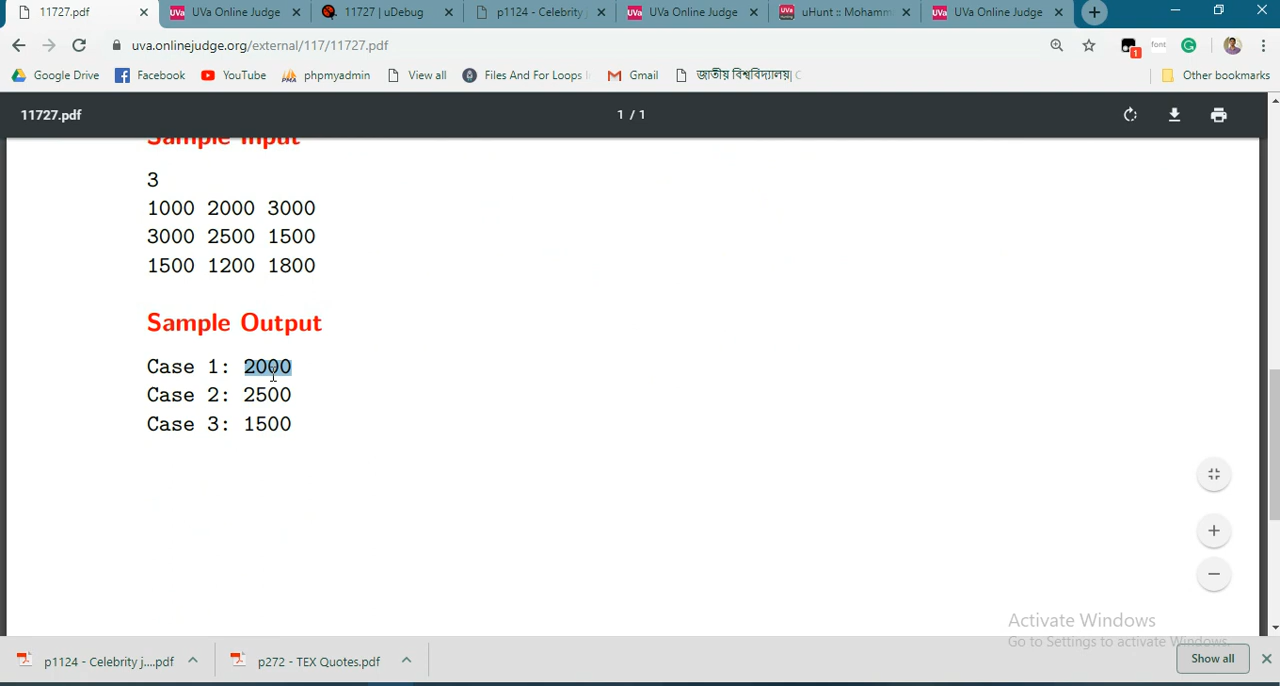 11727.pdf
UVa Online Judge
11727 | uDebug
p1124 - Celebrity
UVa Online Judge
uHunt :: Mohamm
UVa Online Judge
uva.onlinejudge.org/external/117/11727.pdf
font
1
Google Drive
Facebook
YouTube
phpmyadmin
View all
Files And For Loops
Gmail
জাতীয় বিশ্ববিদ্যালয়|
Other bookmarks
11727.pdf
1 / 1
Sample Input
3
1000 2000 3000
3000 2500 1500
1500 1200 1800
Sample Output
Case 1: 2000
Case 2: 2500
Case 3: 1500
Activate Windows
Go to Settings to activate Windows.
p1124 - Celebrity j....pdf
p272 - TEX Quotes.pdf
Show all